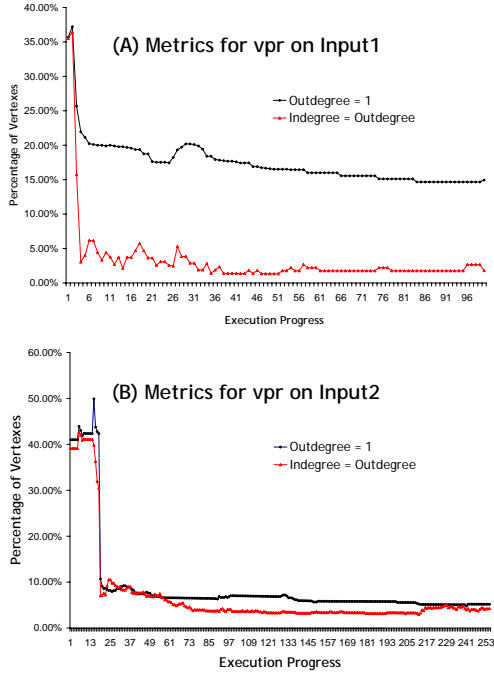 (A) Metrics for vpr on Input1
Percentage of Vertexes
40.00%
35.00%
30.00%
25.00%
20.00%
15.00%
10.00%
5.00%
0.00%
Outdegree = 1
Indegree = Outdegree
1 6 11 16 21 26 31 36 41 46 51 56 61 66 71 76 81 86 91 96
Execution Progress
(B) Metrics for vpr on Input2
Percentage of Vertexes
60.00%
50.00%
40.00%
30.00%
20.00%
10.00%
0.00%
Outdegree = 1
Indegree = Outdegree
1 13 25 37 49 61 73 85 97 109 121 133 145 157 169 181 193 205 217 229 241 253
Execution Progress